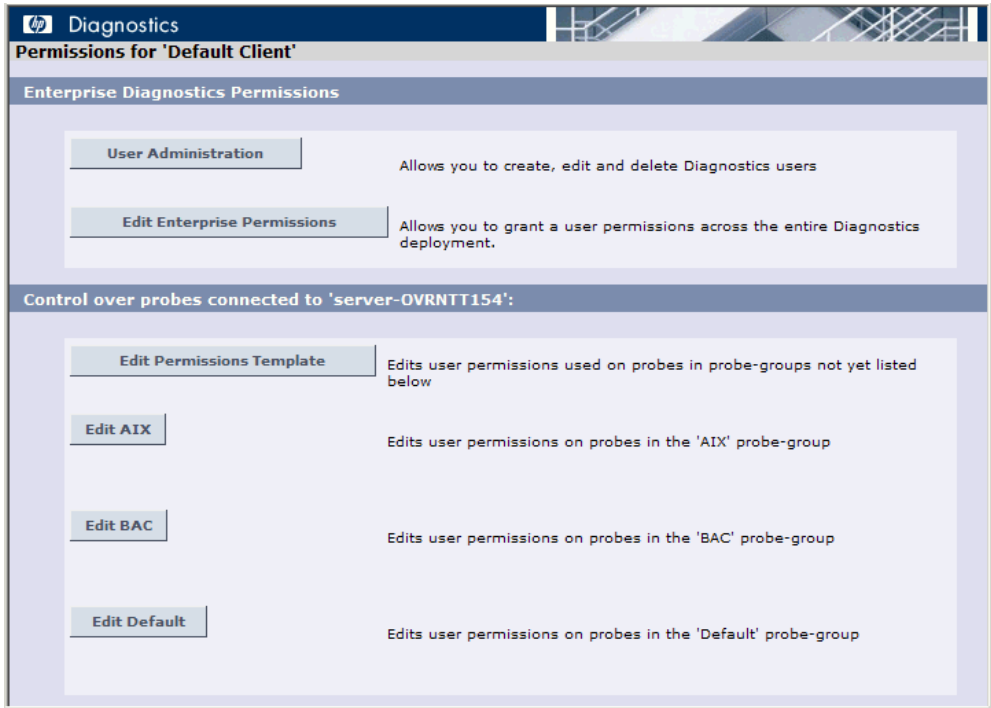 hp Diagnostics
Permissions for 'Default Client'
Enterprise Diagnostics Permissions
User Administration
Allows you to create, edit and delete Diagnostics users
Edit Enterprise Permissions
Allows you to grant a user permissions across the entire Diagnostics
deployment.
Control over probes connected to 'server-OVRNTT154':
Edit Permissions Template
Edits user permissions used on probes in probe-groups not yet listed
below
Edit AIX
Edits user permissions on probes in the 'AIX' probe-group
Edit BAC
Edits user permissions on probes in the 'BAC' probe-group
Edit Default
Edits user permissions on probes in the 'Default' probe-group